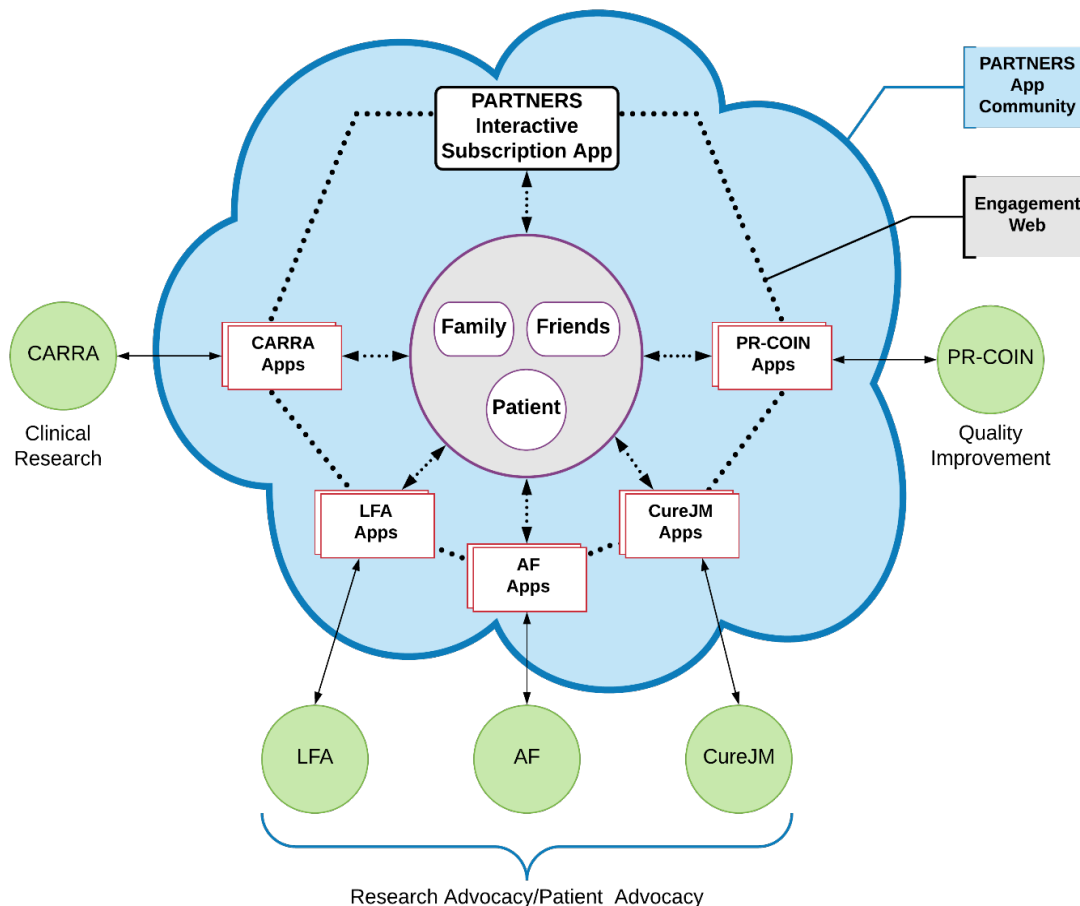 PARTNERS
Interactive
Subscription App
PARTNERS
App
Community
Engagement
Web
Family
Friends
Patient
CARRA
CARRA
Apps
PR-COIN
Apps
PR-COIN
Clinical
Research
Quality
Improvement
LFA
Apps
AF
Apps
CureJM
Apps
LFA
AF
CureJM
Research Advocacy/Patient Advocacy